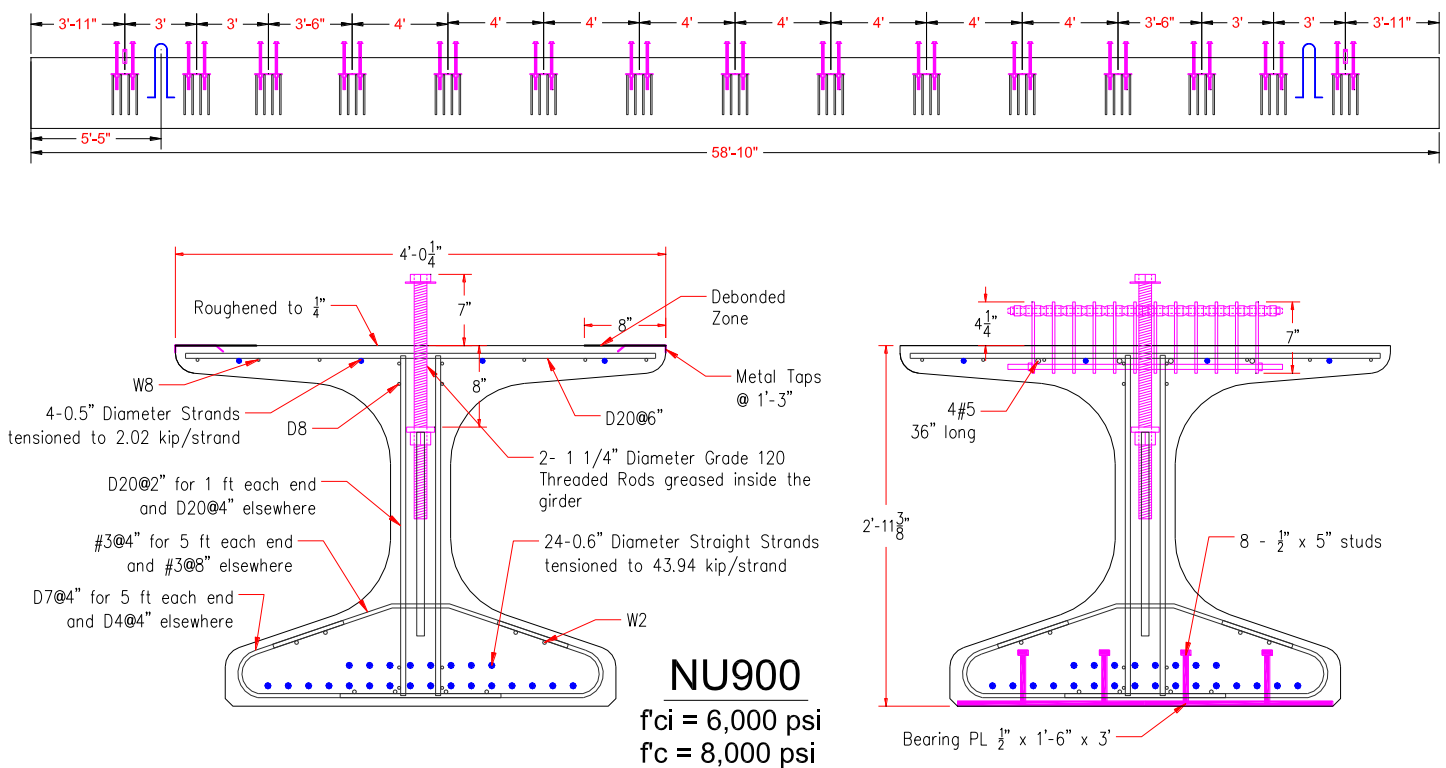 3'-11" 3' 3' 3'-6" 4' 4' 4' 4' 4' 4' 4' 4' 3'-6" 3' 3' 3'-11"
5'-5"
58'-10"
4'-0 1/4"
Roughened to 1/4"
7"
8"
Debonded
Zone
W8
8"
Metal Taps
@ 1'-3"
4-0.5" Diameter Strands
tensioned to 2.02 kip/strand
D8
D20@6"
D20@2" for 1 ft each end
and D20@4" elsewhere
2- 1 1/4" Diameter Grade 120
Threaded Rods greased inside the
girder
#3@4" for 5 ft each end
and #3@8" elsewhere
24-0.6" Diameter Straight Strands
tensioned to 43.94 kip/strand
D7@4" for 5 ft each end
and D4@4" elsewhere
W2
NU900
f'ci = 6,000 psi
f'c = 8,000 psi
4 1/4"
7"
4#5
36" long
2'-11 3/8"
8 - 1/2" x 5" studs
Bearing PL 1/2" x 1'-6" x 3'